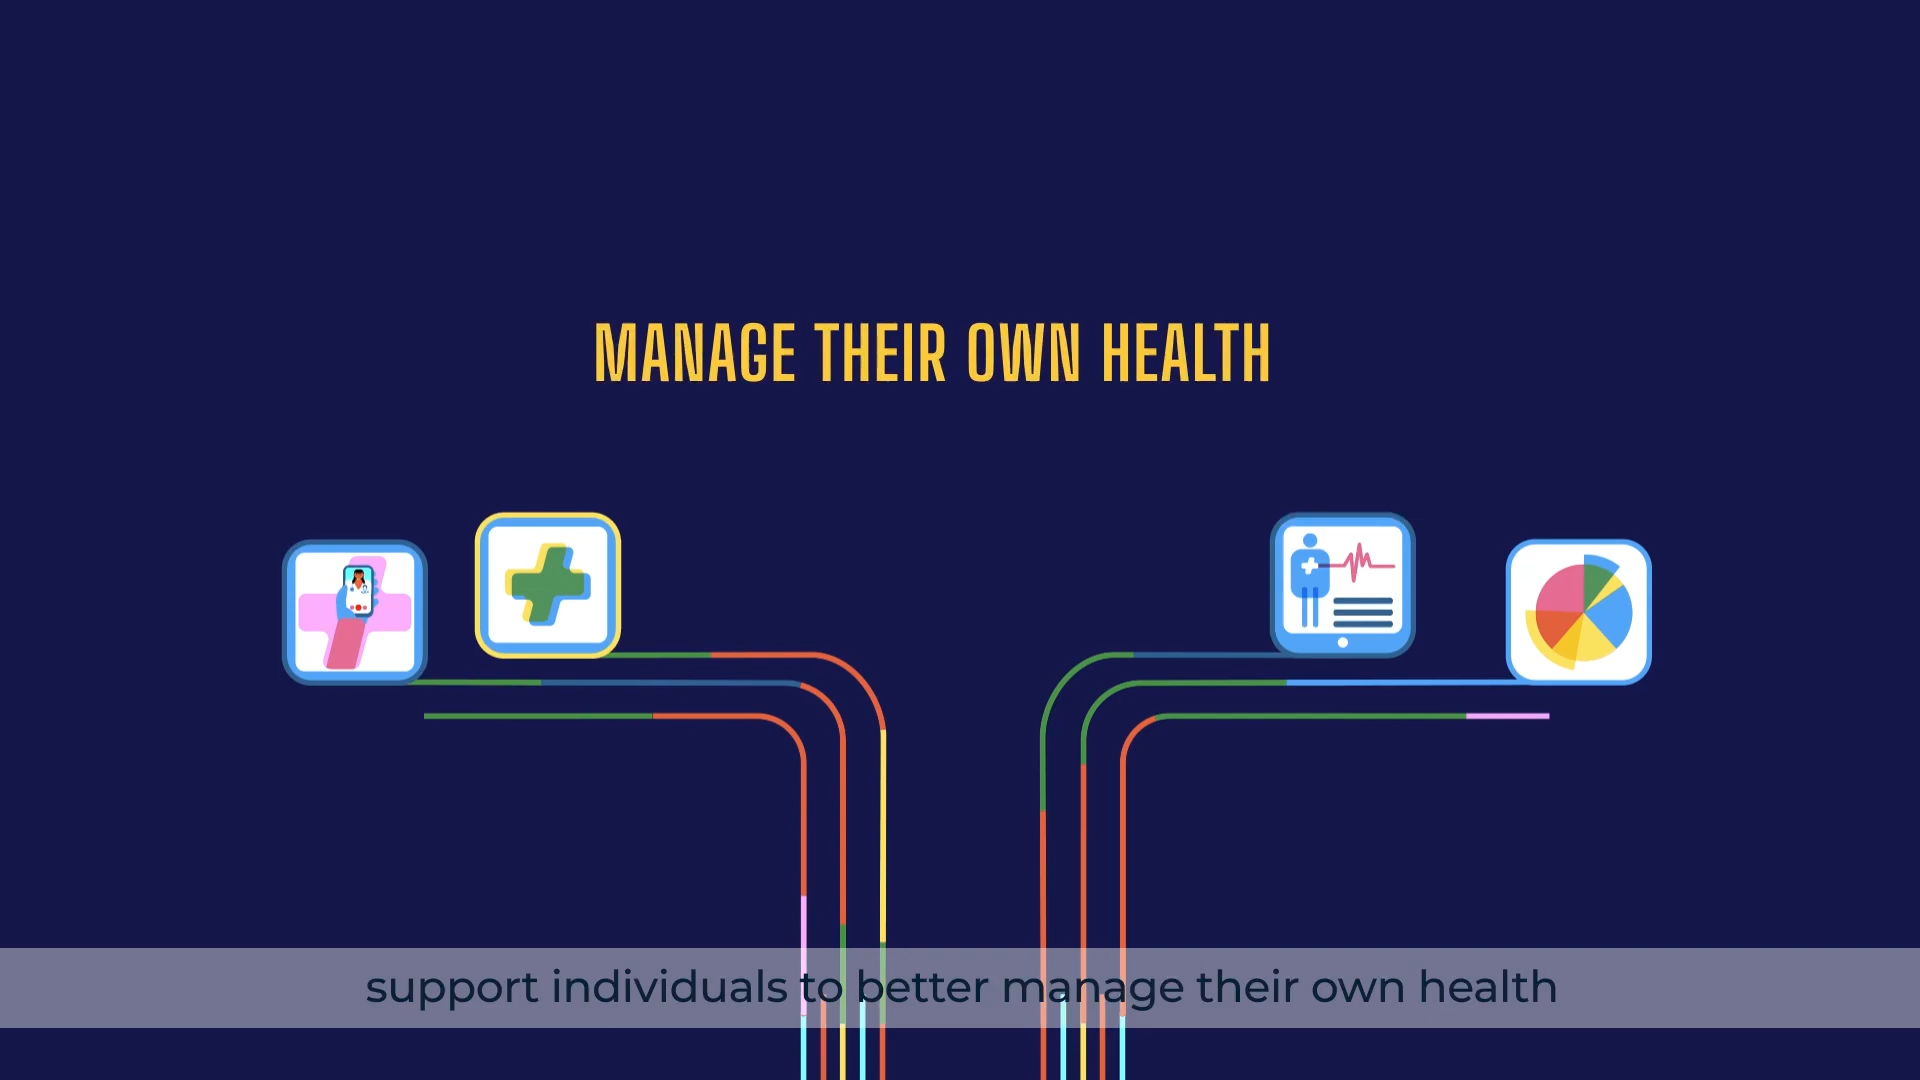 MANAGE THEIR OWN HEALTH
support individuals to better manage their own health